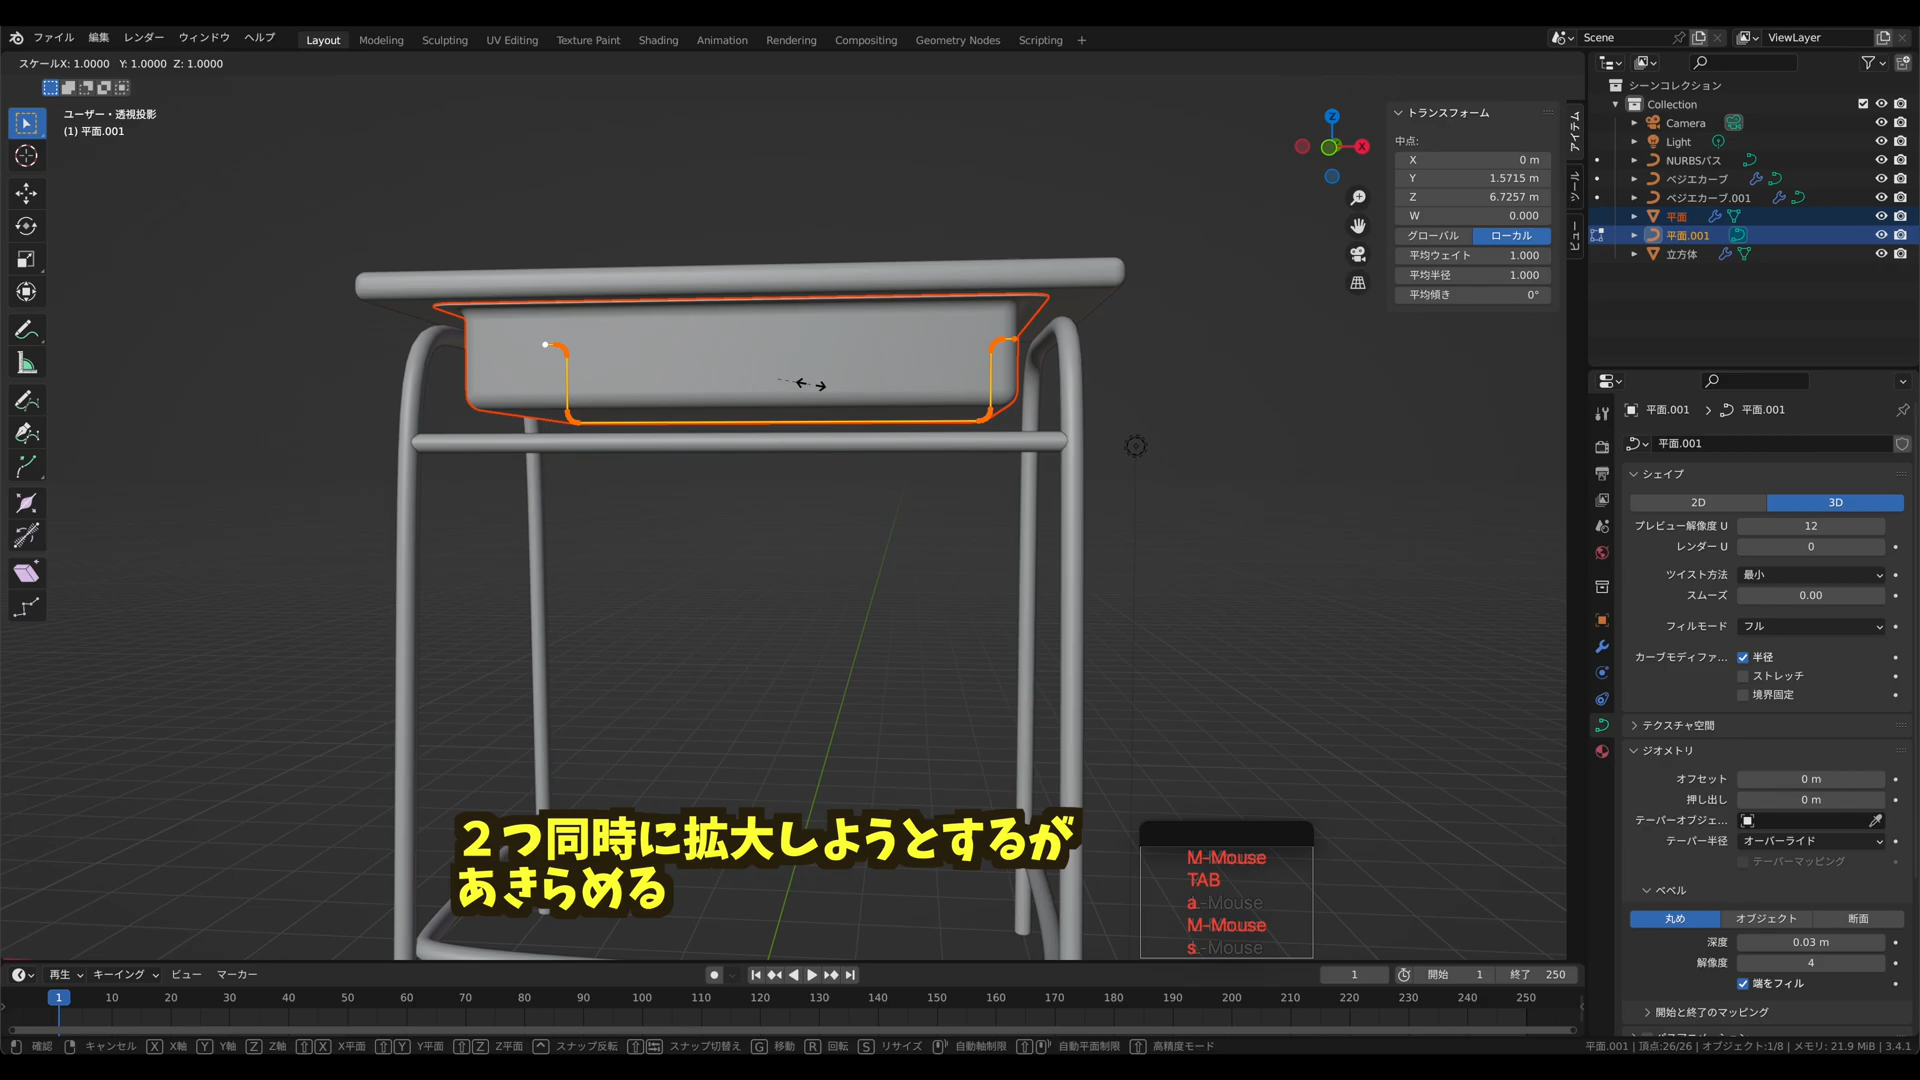 ファイル 編集 レンダー ウィンドウ ヘルプ Layout Modeling Sculpting UV Editing Texture Paint Shading Animation Rendering Compositing Geometry Nodes Scripting + Scene ViewLayer
スケールX: 1.0000 Y: 1.0000 Z: 1.0000
ユーザー・透視投影
(1) 平面.001
Z
X
トランスフォーム
中点:
X 0 m
Y 1.5715 m
Z 6.7257 m
W 0.000
グローバル ローカル
平均ウェイト 1.000
平均半径 1.000
平均傾き 0°
アイテム
ツール
ビュー
シーンコレクション
Collection
Camera
Light
NURBSパス
ベジエカーブ
ベジエカーブ.001
平面
平面.001
立方体
平面.001 > 平面.001
平面.001
シェイプ
2D 3D
プレビュー解像度 U 12
レンダー U 0
ツイスト方法 最小
スムーズ 0.00
フィルモード フル
カーブモディファ... 半径
ストレッチ
境界固定
テクスチャ空間
ジオメトリ
オフセット 0 m
押し出し 0 m
テーパーオブジェ...
テーパー半径 オーバーライド
テーパーマッピング
ベベル
丸め オブジェクト 断面
深度 0.03 m
解像度 4
端をフィル
開始と終了のマッピング
２つ同時に拡大しようとするが
あきらめる
M-Mouse
TAB
a
M-Mouse
s
再生 キーイング ビュー マーカー 1 開始 1 終了 250
1 10 20 30 40 50 60 70 80 90 100 110 120 130 140 150 160 170 180 190 200 210 220 230 240 250
確認 キャンセル X X軸 Y Y軸 Z Z軸 X X平面 Y Y平面 Z Z平面 スナップ反転 スナップ切替え G 移動 R 回転 S リサイズ 自動軸制限 自動平面制限 高精度モード 平面.001 | 頂点:26/26 | オブジェクト:1/8 | メモリ: 21.9 MiB | 3.4.1